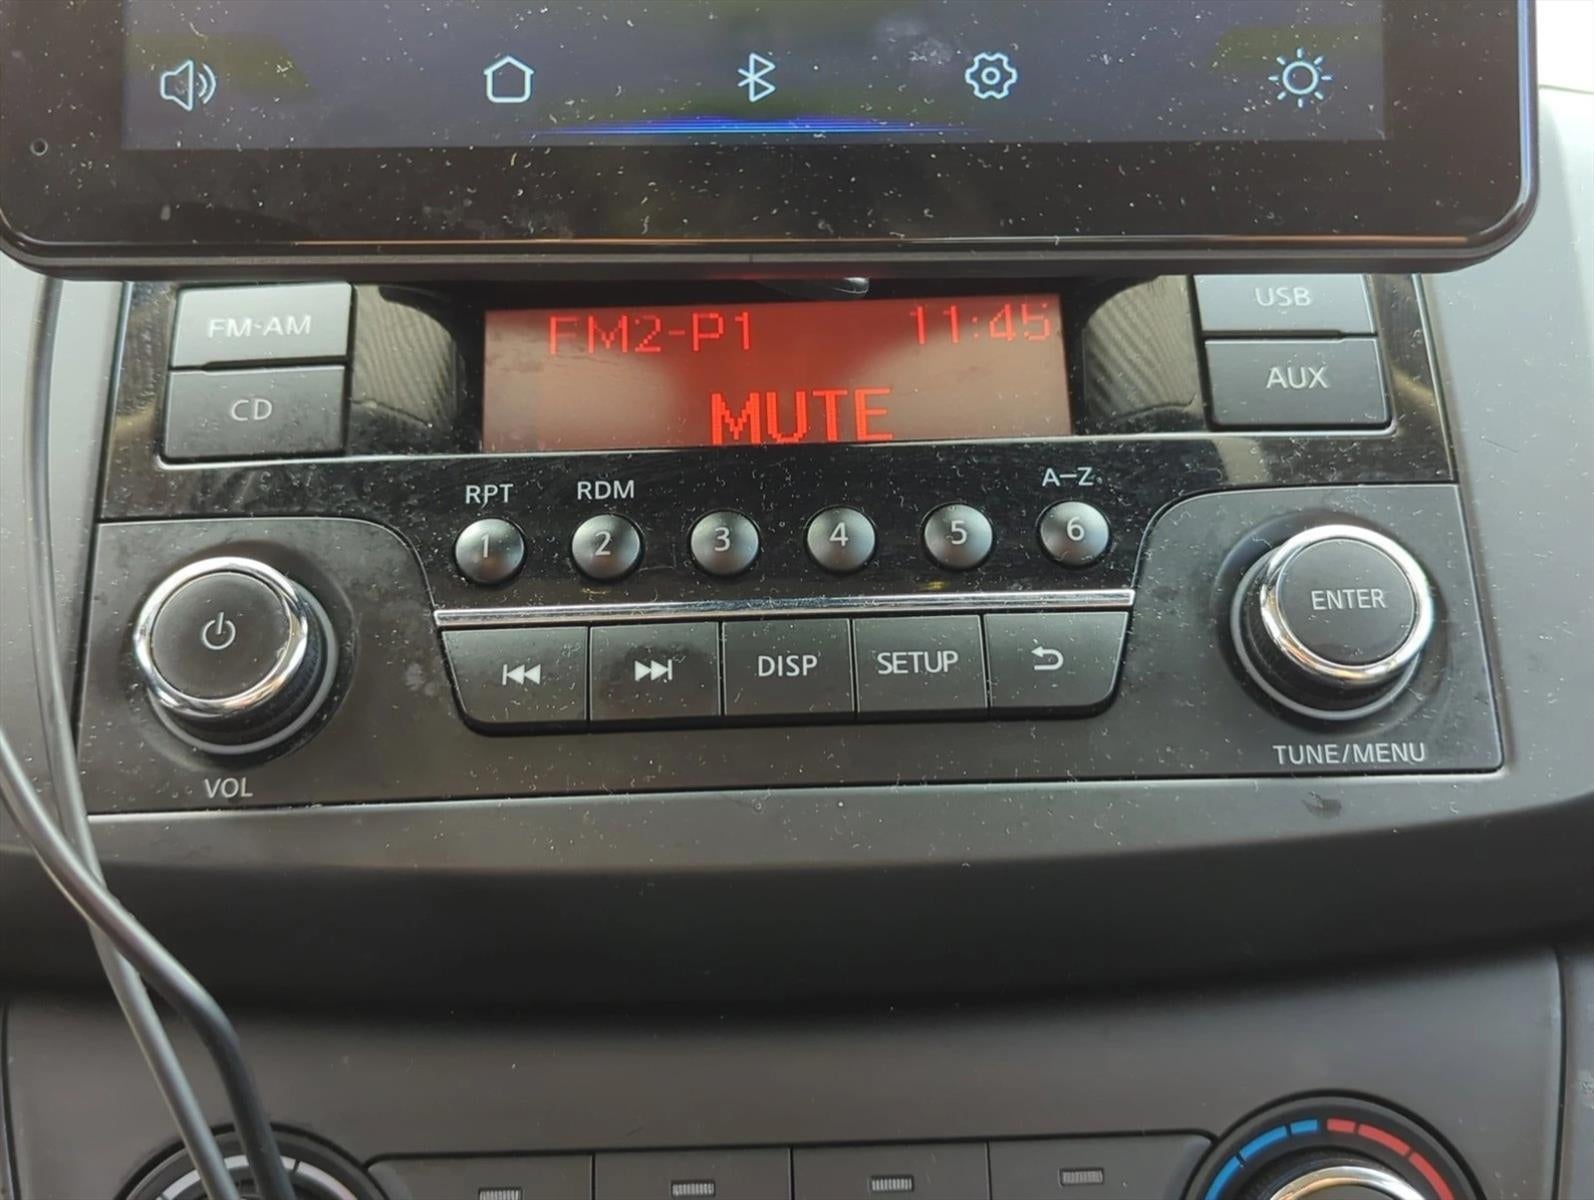 FM·AM
CD
FM2-P1 11:45
MUTE
USB
AUX
RPT RDM A-Z
1 2 3 4 5 6
DISP SETUP
ENTER
VOL
TUNE/MENU